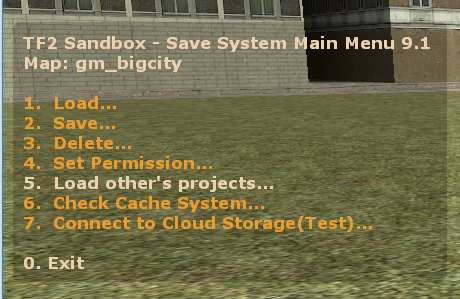 TF2 Sandbox - Save System Main Menu 9.1
Map: gm_bigcity
1. Load...
2. Save...
3. Delete...
4. Set Permission...
5. Load other's projects...
6. Check Cache System...
7. Connect to Cloud Storage(Test)...
0. Exit